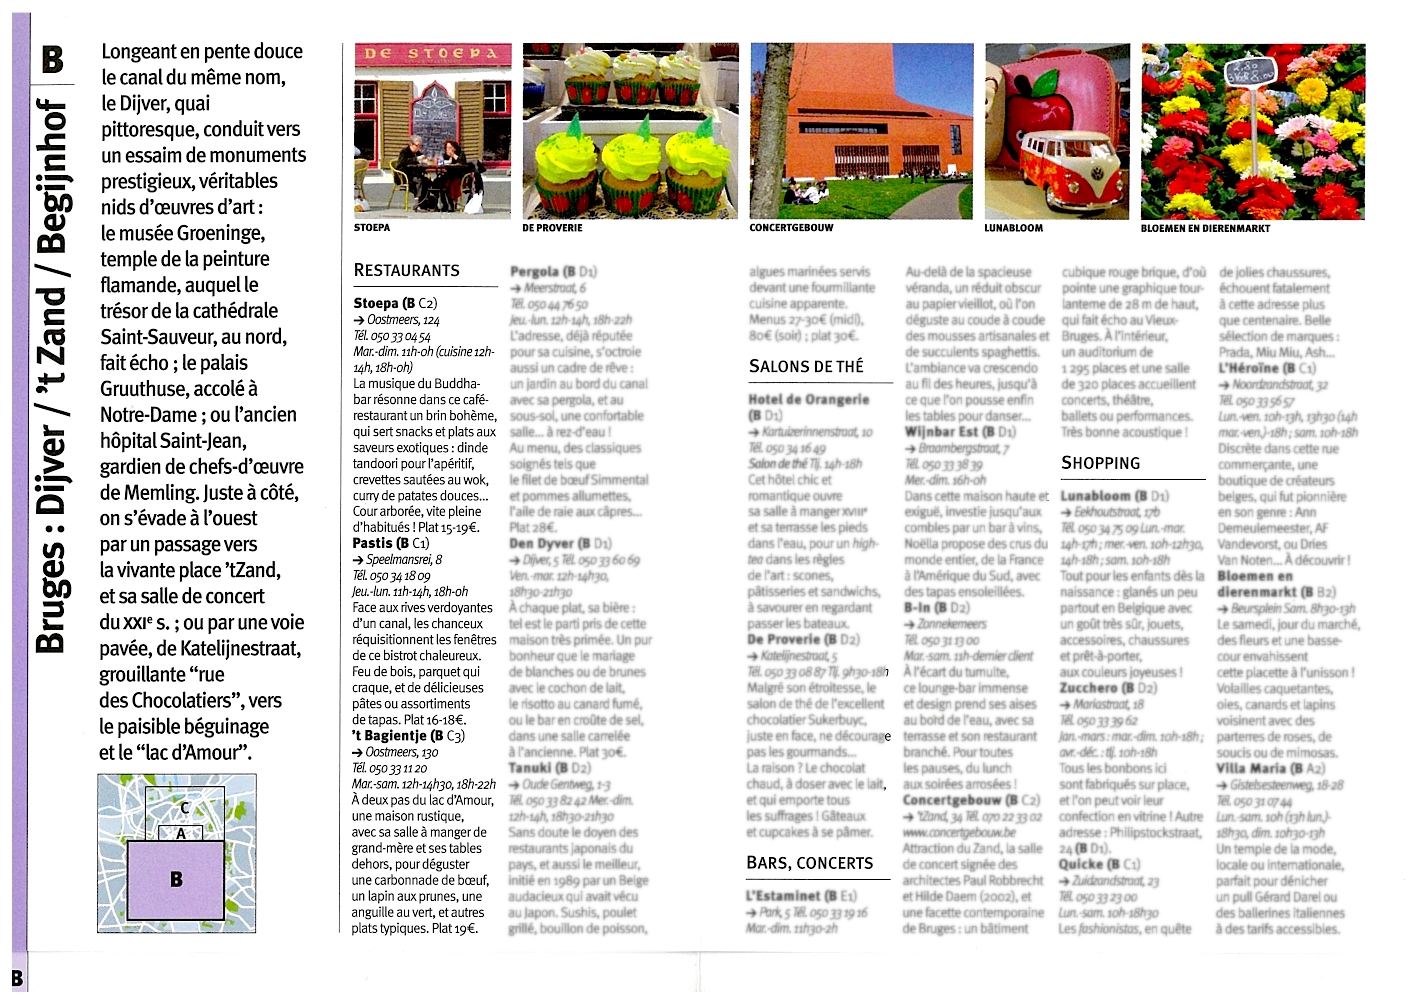 B
Bruges : Dijver / 't Zand / Begijnhof
Longeant en pente douce
le canal du même nom,
le Dijver, quai
pittoresque, conduit vers
un essaim de monuments
prestigieux, véritables
nids d'œuvres d'art :
le musée Groeninge,
temple de la peinture
flamande, auquel le
trésor de la cathédrale
Saint-Sauveur, au nord,
fait écho ; le palais
Gruuthuse, accolé à
Notre-Dame ; ou l'ancien
hôpital Saint-Jean,
gardien de chefs-d'œuvre
de Memling. Juste à côté,
on s'évade à l'ouest
par un passage vers
la vivante place 'tZand,
et sa salle de concert
du XXIe s. ; ou par une voie
pavée, de Katelijnestraat,
grouillante “rue
des Chocolatiers”, vers
le paisible béguinage
et le “lac d'Amour”.
C
A
B
B
DE STOEPA
STOEPA
DE PROVERIE
CONCERTGEBOUW
LUNABLOOM
BLOEMEN EN DIERENMARKT
RESTAURANTS
Stoepa (B C2)
→ Oostmeers, 124
Tél. 050 33 04 54
Mar.-dim. 11h-0h (cuisine 12h-
14h, 18h-0h)
La musique du Buddha-
bar résonne dans ce café-
restaurant un brin bohème,
qui sert snacks et plats aux
saveurs exotiques : dinde
tandoori pour l'apéritif,
crevettes sautées au wok,
curry de patates douces...
Cour arborée, vite pleine
d'habitués ! Plat 15-19€.
Pastis (B C1)
→ Speelmansrei, 8
Tél. 050 34 18 09
Jeu.-lun. 11h-14h, 18h-0h
Face aux rives verdoyantes
d'un canal, les chanceux
réquisitionnent les fenêtres
de ce bistrot chaleureux.
Feu de bois, parquet qui
craque, et de délicieuses
pâtes ou assortiments
de tapas. Plat 16-18€.
't Bagientje (B C3)
→ Oostmeers, 130
Tél. 050 33 11 20
Mar.-sam. 12h-14h30, 18h-22h
À deux pas du lac d'Amour,
une maison rustique,
avec sa salle à manger de
grand-mère et ses tables
dehors, pour déguster
une carbonnade de bœuf,
un lapin aux prunes, une
anguille au vert, et autres
plats typiques. Plat 19€.
Pergola (B D1)
→ Meerstraat, 6
Tél. 050 44 76 50
Jeu.-lun. 12h-14h, 18h-22h
L'adresse, déjà réputée
pour sa cuisine, s'octroie
aussi un cadre de rêve :
un jardin au bord du canal
avec sa pergola, et au
sous-sol, une confortable
salle... à rez-d'eau !
Au menu, des classiques
soignés tels que
le filet de bœuf Simmental
et pommes allumettes,
l'aile de raie aux câpres...
Plat 28€.
Den Dyver (B D1)
→ Dijver, 5 Tél. 050 33 60 69
Ven.-mar. 12h-14h30,
18h30-21h30
À chaque plat, sa bière :
tel est le parti pris de cette
maison très primée. Un pur
bonheur que le mariage
de blanches ou de brunes
avec le cochon de lait,
le risotto au canard fumé,
ou le bar en croûte de sel,
dans une salle carrelée
à l'ancienne. Plat 30€.
Tanuki (B D2)
→ Oude Gentweg, 1-3
Tél. 050 33 82 42 Mer.-dim.
12h-14h, 18h30-21h30
Sans doute le doyen des
restaurants japonais du
pays, et aussi le meilleur,
initié en 1989 par un Belge
audacieux qui avait vécu
au Japon. Sushis, poulet
grillé, bouillon de poisson,
algues marinées servis
devant une fourmillante
cuisine apparente.
Menus 27-30€ (midi),
80€ (soir) ; plat 30€.
SALONS DE THÉ
Hotel de Orangerie
(B D1)
→ Kartuizerinnenstraat, 10
Tél. 050 34 16 49
Salon de thé Tlj. 14h-18h
Cet hôtel chic et
romantique ouvre
sa salle à manger XVIIIe
et sa terrasse les pieds
dans l'eau, pour un high-
tea dans les règles
de l'art : scones,
pâtisseries et sandwichs,
à savourer en regardant
passer les bateaux.
De Proverie (B D2)
→ Katelijnestraat, 5
Tél. 050 33 08 87 Tlj. 9h30-18h
Malgré son étroitesse, le
salon de thé de l'excellent
chocolatier Sukerbuyc,
juste en face, ne décourage
pas les gourmands...
La raison ? Le chocolat
chaud, à doser avec le lait,
et qui emporte tous
les suffrages ! Gâteaux
et cupcakes à se pâmer.
BARS, CONCERTS
L'Estaminet (B E1)
→ Park, 5 Tél. 050 33 19 16
Mar.-dim. 11h30-2h
Au-delà de la spacieuse
véranda, un réduit obscur
au papier vieillot, où l'on
déguste au coude à coude
des mousses artisanales et
de succulents spaghettis.
L'ambiance va crescendo
au fil des heures, jusqu'à
ce que l'on pousse enfin
les tables pour danser...
Wijnbar Est (B D1)
→ Braambergstraat, 7
Tél. 050 33 38 39
Mer.-dim. 16h-0h
Dans cette maison haute et
exiguë, investie jusqu'aux
combles par un bar à vins,
Noëlla propose des crus du
monde entier, de la France
à l'Amérique du Sud, avec
des tapas ensoleillées.
B-In (B D2)
→ Zonnekemeers
Tél. 050 31 13 00
Mar.-sam. 11h-dernier client
À l'écart du tumulte,
ce lounge-bar immense
et design prend ses aises
au bord de l'eau, avec sa
terrasse et son restaurant
branché. Pour toutes
les pauses, du lunch
aux soirées arrosées !
Concertgebouw (B C2)
→ 'tZand, 34 Tél. 070 22 33 02
www.concertgebouw.be
Attraction du Zand, la salle
de concert signée des
architectes Paul Robbrecht
et Hilde Daem (2002), et
une facette contemporaine
de Bruges : un bâtiment
cubique rouge brique, d'où
pointe une graphique tour-
lanterne de 28 m de haut,
qui fait écho au Vieux-
Bruges. À l'intérieur,
un auditorium de
1 295 places et une salle
de 320 places accueillent
concerts, théâtre,
ballets ou performances.
Très bonne acoustique !
SHOPPING
Lunabloom (B D1)
→ Eekhoutstraat, 17b
Tél. 050 34 75 09 Lun.-mar.
14h-17h ; mer.-ven. 10h-12h30,
14h-18h ; sam. 10h-18h
Tout pour les enfants dès la
naissance : glanés un peu
partout en Belgique avec
un goût très sûr, jouets,
accessoires, chaussures
et prêt-à-porter,
aux couleurs joyeuses !
Zucchero (B D2)
→ Mariastraat, 18
Tél. 050 33 39 62
Jan.-mars : mar.-dim. 10h-18h ;
avr.-déc. : tlj. 10h-18h
Tous les bonbons ici
sont fabriqués sur place,
et l'on peut voir leur
confection en vitrine ! Autre
adresse : Philipstockstraat,
24 (B D1).
Quicke (B C1)
→ Zuidzandstraat, 23
Tél. 050 33 23 00
Lun.-sam. 10h-18h30
Les fashionistas, en quête
de jolies chaussures,
échouent fatalement
à cette adresse plus
que centenaire. Belle
sélection de marques :
Prada, Miu Miu, Ash...
L'Héroïne (B C1)
→ Noordzandstraat, 32
Tél. 050 33 56 57
Lun.-ven. 10h-13h, 13h30 (14h
mar.-ven.)-18h ; sam. 10h-18h
Discrète dans cette rue
commerçante, une
boutique de créateurs
belges, qui fut pionnière
en son genre : Ann
Demeulemeester, AF
Vandevorst, ou Dries
Van Noten... À découvrir !
Bloemen en
dierenmarkt (B B2)
→ Beursplein Sam. 8h30-13h
Le samedi, jour du marché,
des fleurs et une basse-
cour envahissent
cette placette à l'unisson !
Volailles caquetantes,
oies, canards et lapins
voisinent avec des
parterres de roses, de
soucis ou de mimosas.
Villa Maria (B A2)
→ Gistelsesteenweg, 18-28
Tél. 050 31 07 44
Lun.-sam. 10h (13h lun.)-
18h30, dim. 10h30-13h
Un temple de la mode,
locale ou internationale,
parfait pour dénicher
un pull Gérard Darel ou
des ballerines italiennes
à des tarifs accessibles.